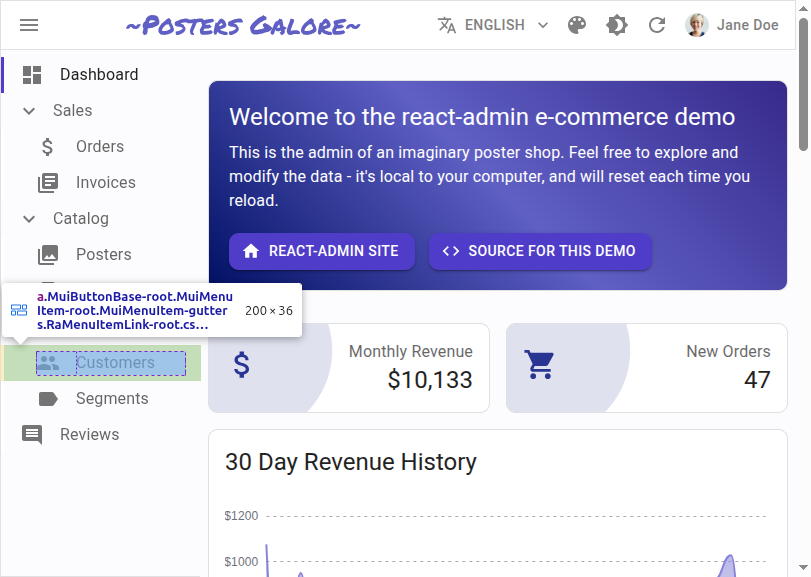 ~Posters Galore~
ENGLISH
Jane Doe
Dashboard
Sales
Orders
Invoices
Catalog
Posters
a.MuiButtonBase-root.MuiMenu
Item-root.MuiMenuItem-gutter
s.RaMenuItemLink-root.cs...
200 × 36
Customers
Segments
Reviews
Welcome to the react-admin e-commerce demo
This is the admin of an imaginary poster shop. Feel free to explore and
modify the data - it's local to your computer, and will reset each time you
reload.
REACT-ADMIN SITE
SOURCE FOR THIS DEMO
Monthly Revenue
$10,133
New Orders
47
30 Day Revenue History
$1200
$1000